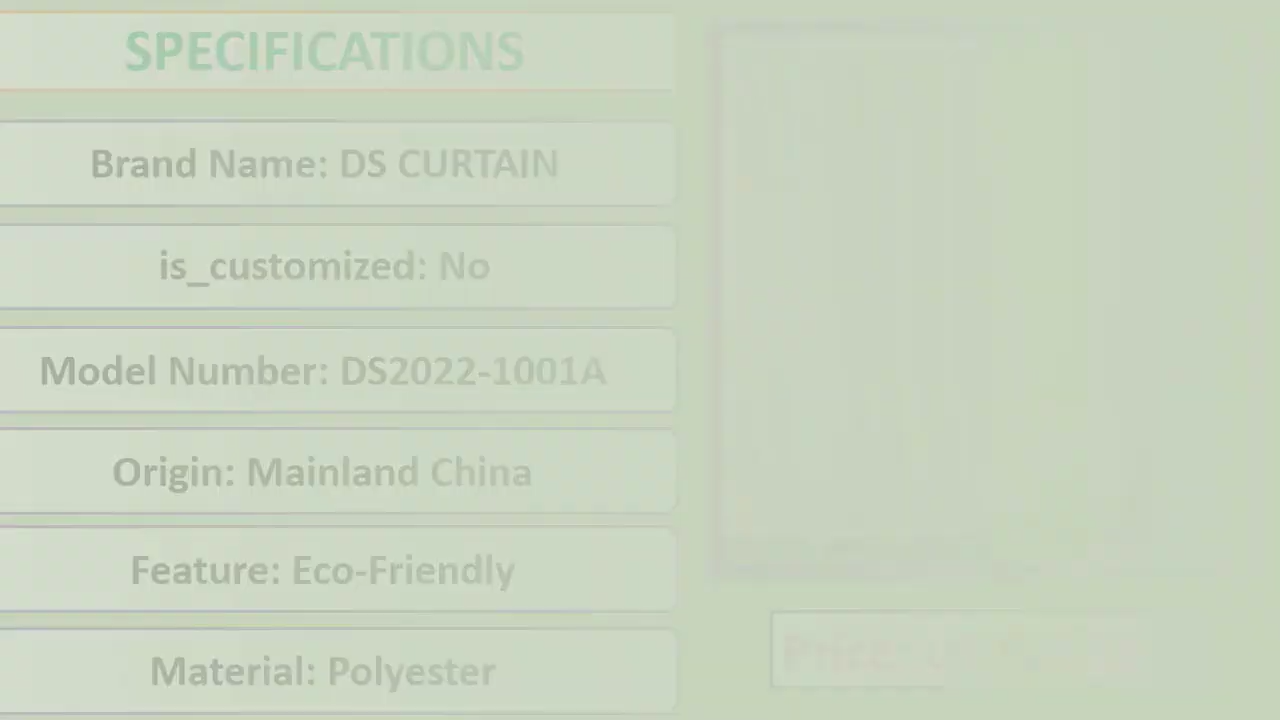 SPECIFICATIONS
Brand Name: DS CURTAIN
is_customized: No
Model Number: DS2022-1001A
Origin: Mainland China
Feature: Eco-Friendly
Material: Polyester
Price: